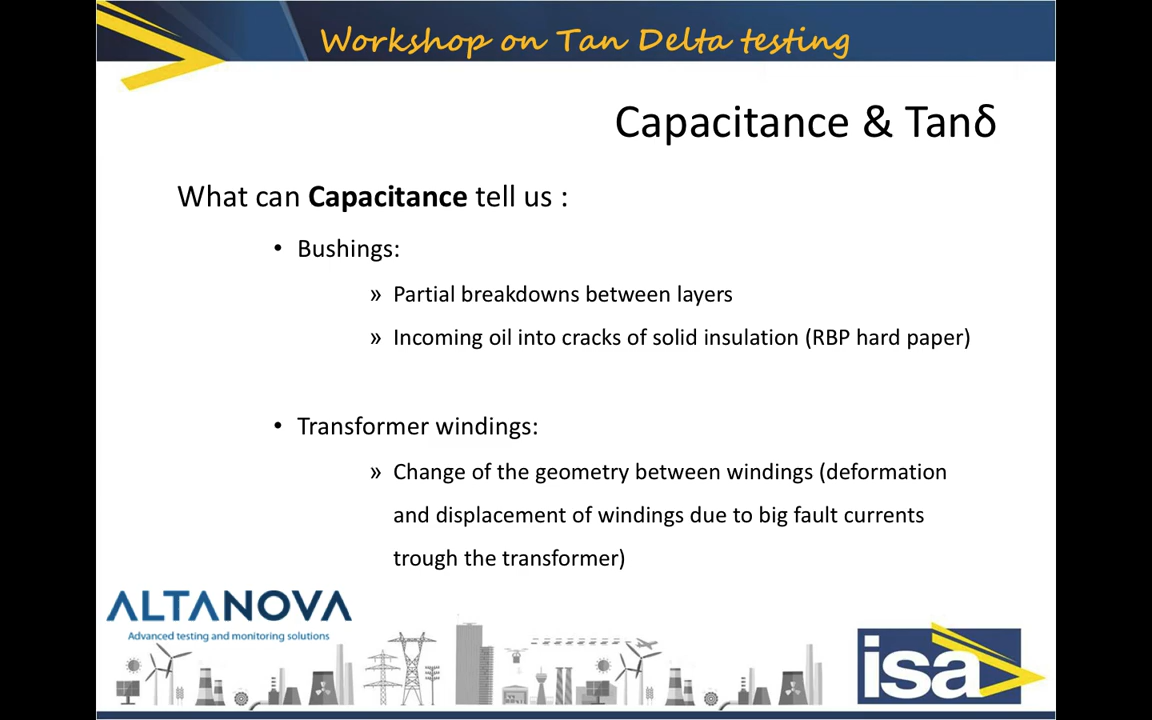 Workshop on Tan Delta testing
Capacitance & Tanδ
What can Capacitance tell us :
• Bushings:
» Partial breakdowns between layers
» Incoming oil into cracks of solid insulation (RBP hard paper)
• Transformer windings:
» Change of the geometry between windings (deformation
and displacement of windings due to big fault currents
trough the transformer)
ALTANOVA
Advanced testing and monitoring solutions
isa